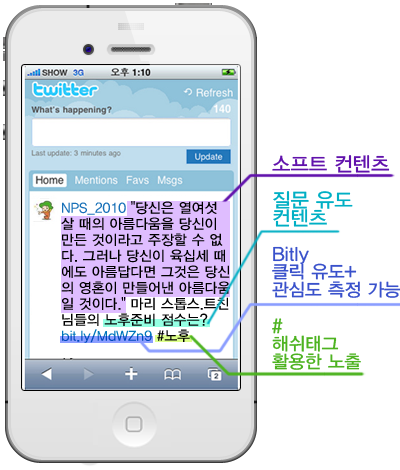 SHOW 3G 오후 1:10
twitter
Refresh
What's happening?
140
Last update: 3 minutes ago
Update
Home Mentions Favs Msgs
NPS_2010 "당신은 열여섯
살 때의 아름다움을 당신이
만든 것이라고 주장할 수 없
다. 그러나 당신이 육십세 때
에도 아름답다면 그것은 당신
의 영혼이 만들어낸 아름다움
일 것이다." 마리 스톱스.트친
님들의 노후준비 점수는?
bit.ly/MdWZn9 #노후
2
소프트 컨텐츠
질문 유도
컨텐츠
Bitly
클릭 유도+
관심도 측정 가능
#
해쉬태그
활용한 노출